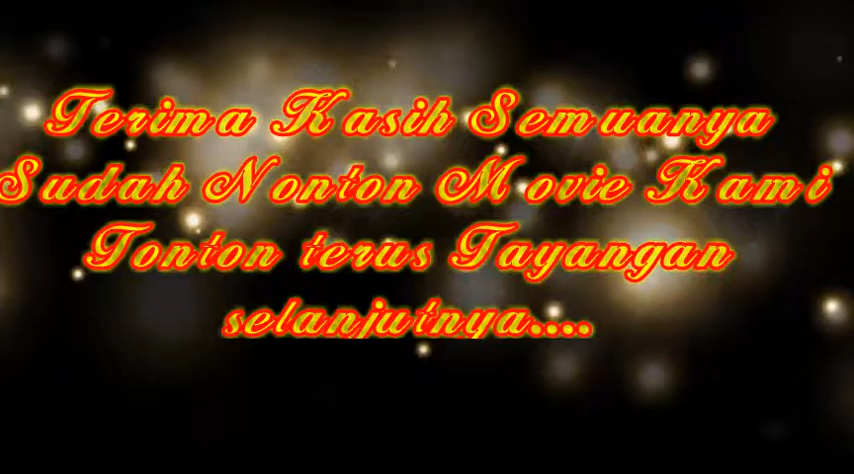 Terima Kasih Semuanya
Sudah Nonton Movie Kami
Tonton terus Tayangan
selanjutnya....